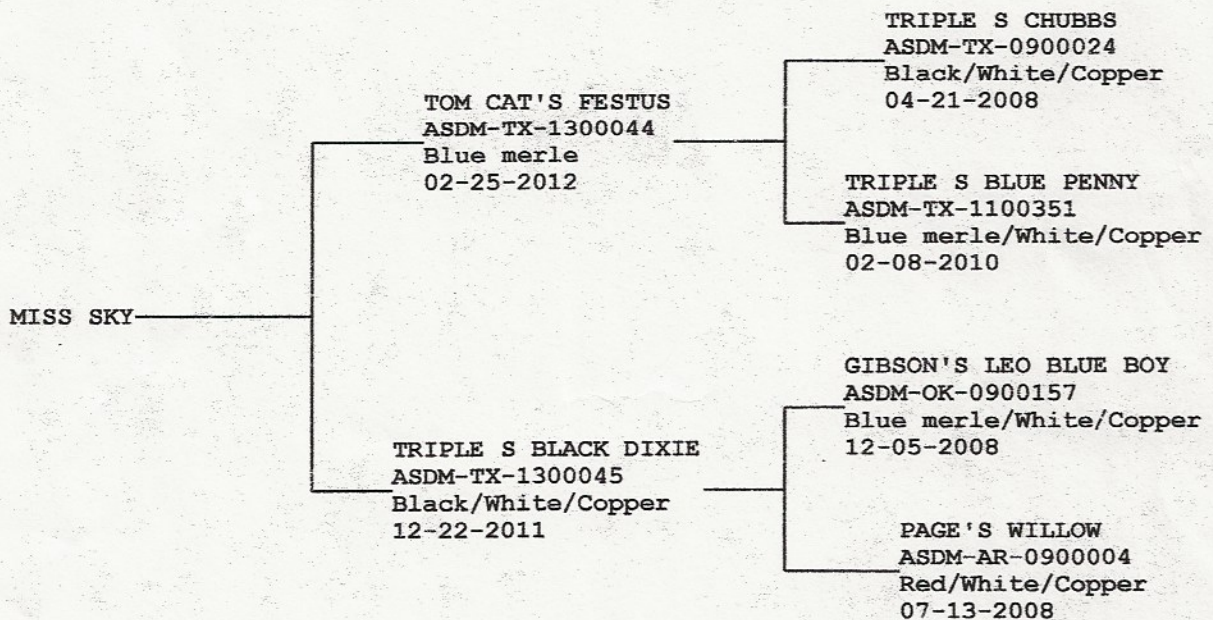 TRIPLE S CHUBBS
ASDM-TX-0900024
Black/White/Copper
04-21-2008
TOM CAT'S FESTUS
ASDM-TX-1300044
Blue merle
02-25-2012
TRIPLE S BLUE PENNY
ASDM-TX-1100351
Blue merle/White/Copper
02-08-2010
MISS SKY
GIBSON'S LEO BLUE BOY
ASDM-OK-0900157
Blue merle/White/Copper
12-05-2008
TRIPLE S BLACK DIXIE
ASDM-TX-1300045
Black/White/Copper
12-22-2011
PAGE'S WILLOW
ASDM-AR-0900004
Red/White/Copper
07-13-2008